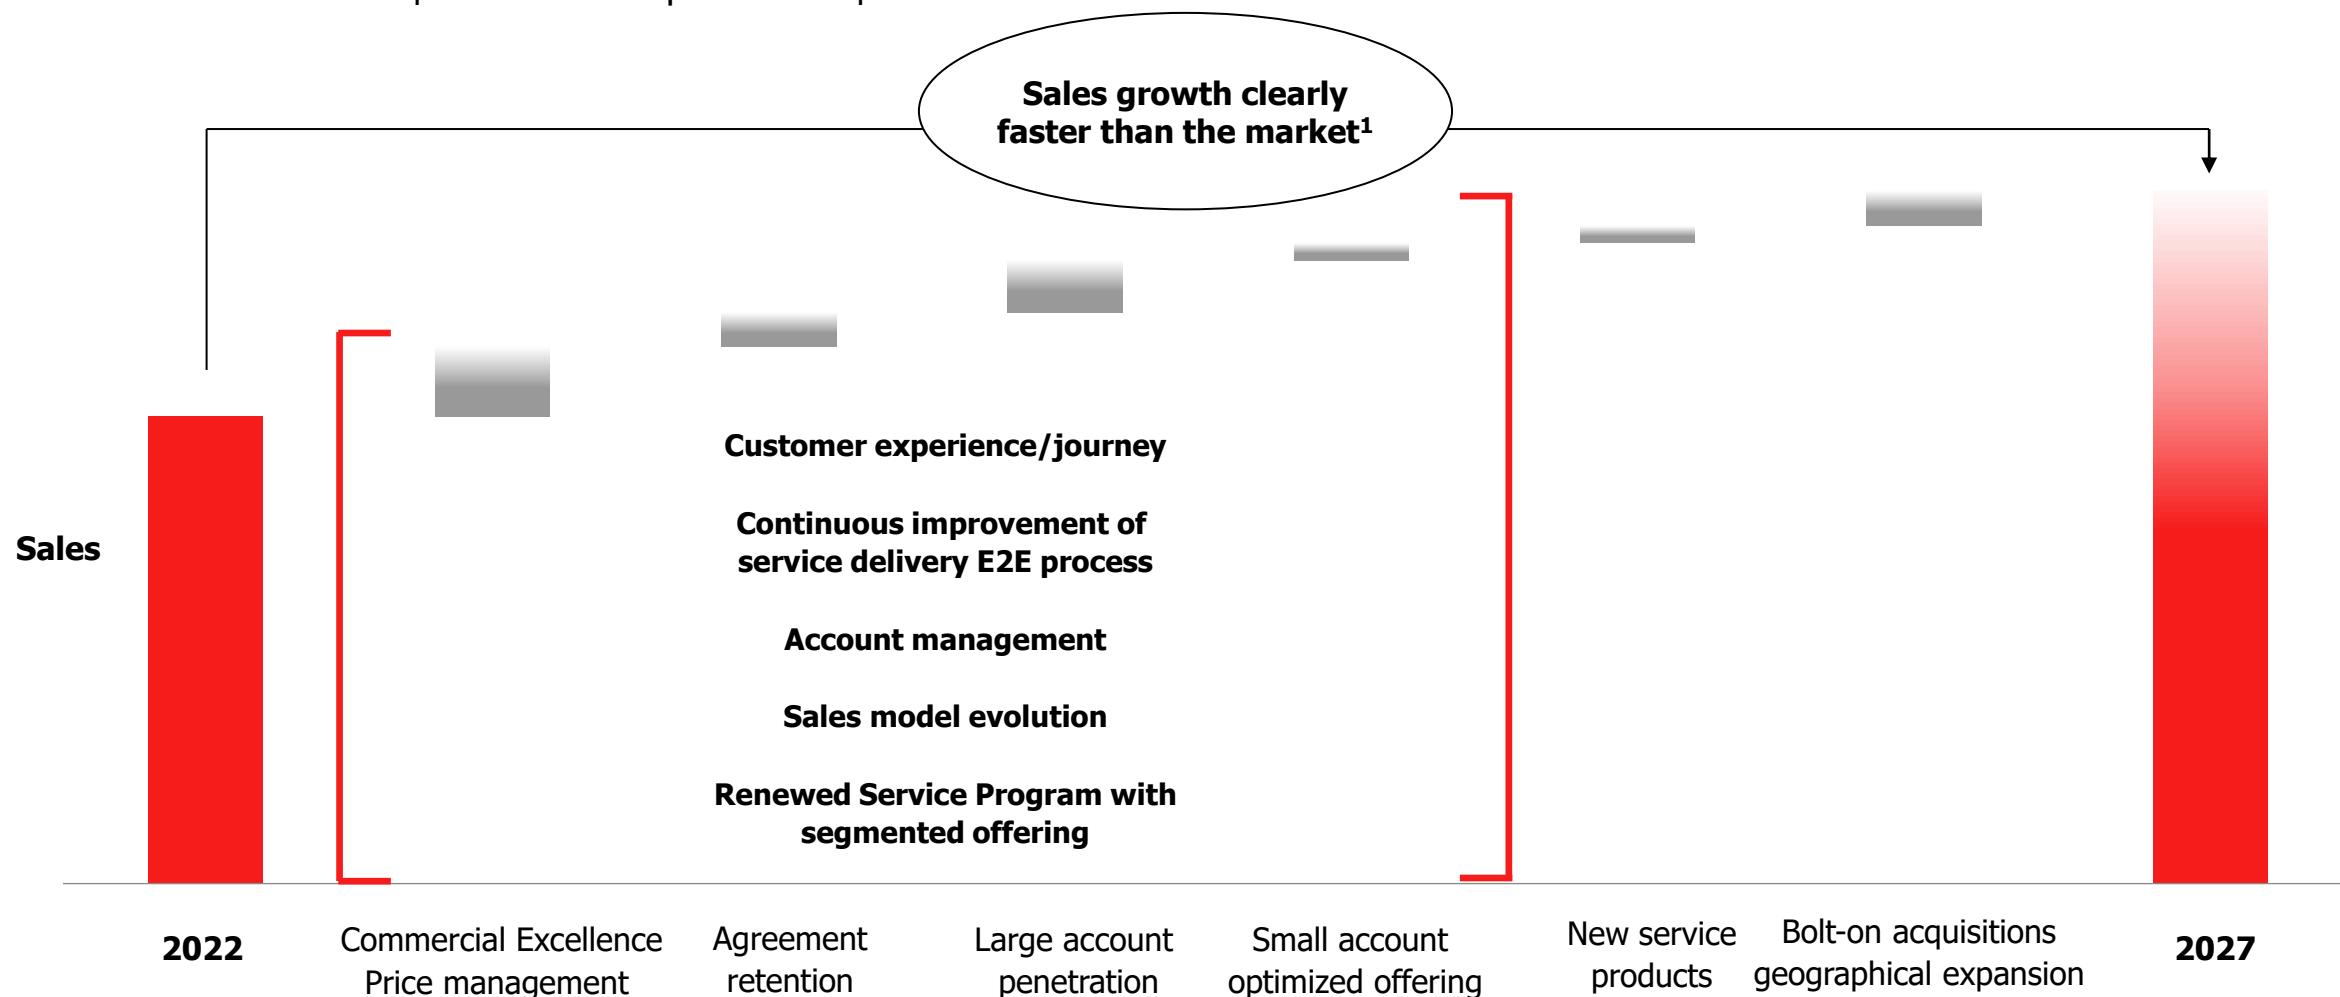 Sales growth clearly
faster than the market¹
Customer experience/journey
Continuous improvement of
service delivery E2E process
Sales
Account management
Sales model evolution
Renewed Service Program with
segmented offering
2022
Commercial Excellence
Price management
Agreement
retention
Large account
penetration
Small account
optimized offering
New service
products
Bolt-on acquisitions
geographical expansion
2027